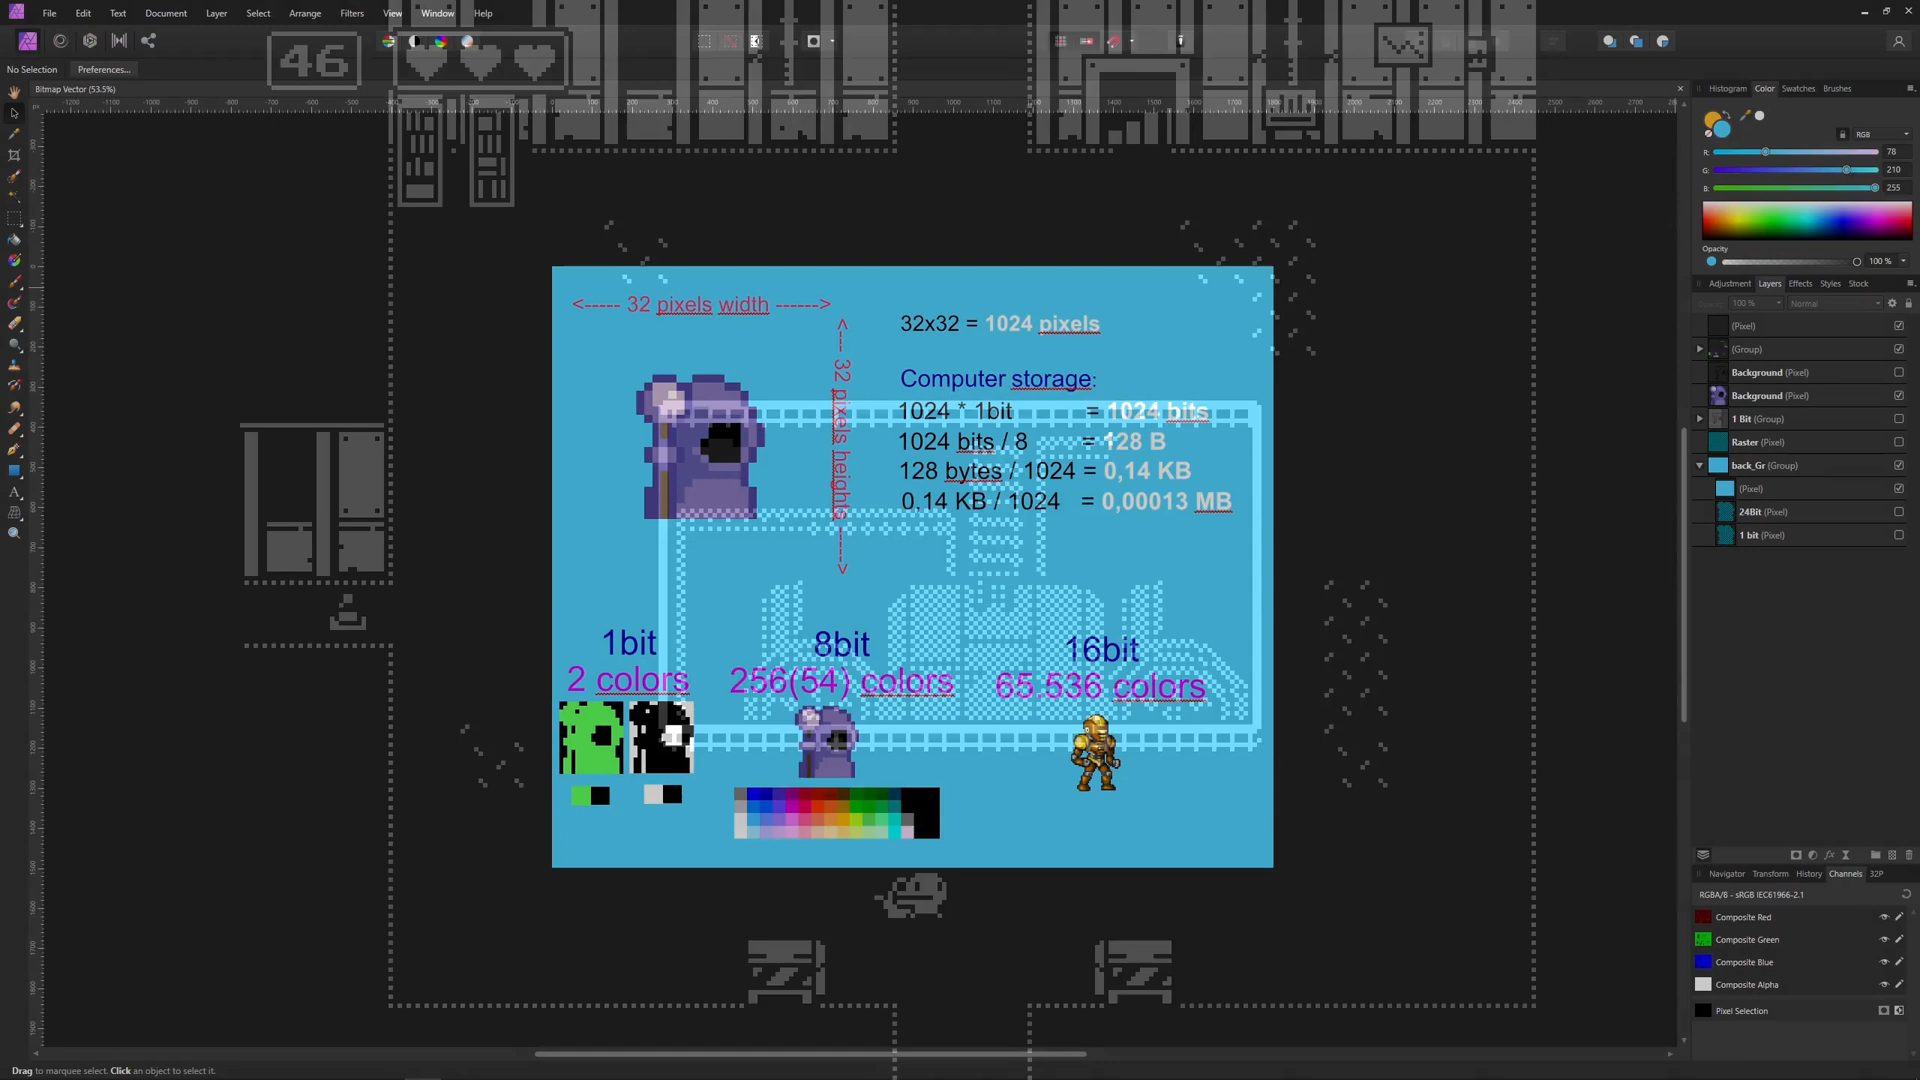 File Edit Text Document Layer Select Arrange Filters View Window Help
46
No Selection Preferences...
Bitmap Vector (53.5%)
Histogram Color Swatches Brushes
RGB
R: 78
G: 210
B: 255
Opacity
100 %
Adjustment Layers Effects Styles Stock
100 % Normal
(Pixel)
(Group)
Background (Pixel)
Background (Pixel)
1 Bit (Group)
Raster (Pixel)
back_Gr (Group)
(Pixel)
24Bit (Pixel)
1 bit (Pixel)
<----- 32 pixels width ------>
<--- 32 pixels heights ----->
32x32 = 1024 pixels
Computer storage:
1024 * 1bit = 1024 bits
1024 bits / 8 = 128 B
128 bytes / 1024 = 0,14 KB
0,14 KB / 1024 = 0,00013 MB
1bit 8bit 16bit
2 colors 256(54) colors 65.536 colors
Navigator Transform History Channels 32P
RGBA/8 - sRGB IEC61966-2.1
Composite Red
Composite Green
Composite Blue
Composite Alpha
Pixel Selection
Drag to marquee select. Click an object to select it.